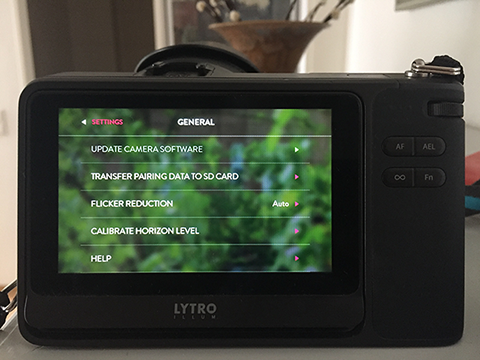 SETTINGS GENERAL
UPDATE CAMERA SOFTWARE
TRANSFER PAIRING DATA TO SD CARD
FLICKER REDUCTION Auto
CALIBRATE HORIZON LEVEL
HELP
AF AEL
∞ Fn
LYTRO
ILLUM